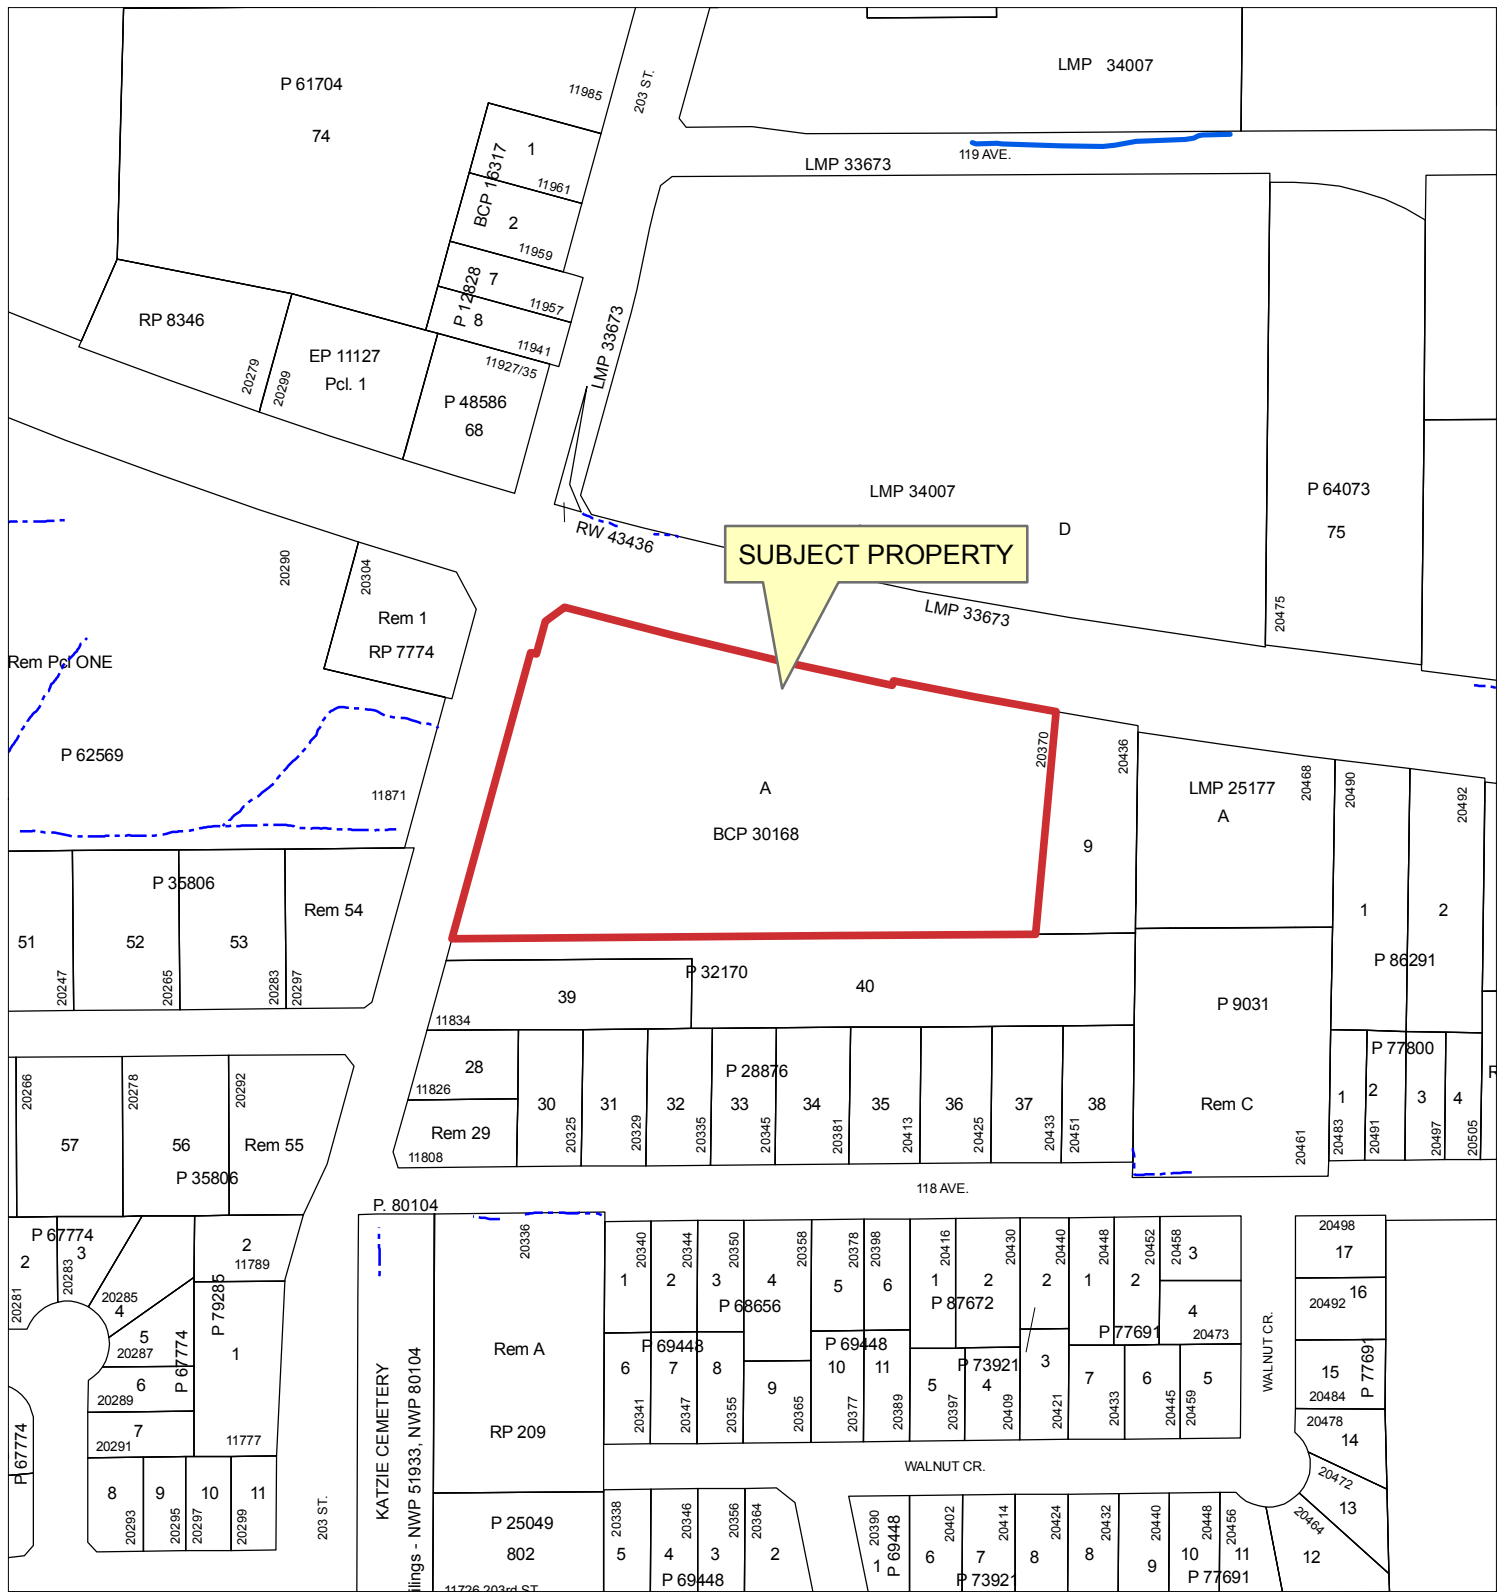 LMP 34007
P 61704
74
11985
203 ST.
1
11961
BCP 16317
2
11959
7
11957
P 12828
8
11941
LMP 33673
119 AVE.
RP 8346
20279
20299
EP 11127
Pcl. 1
11927/35
P 48586
68
LMP 33673
LMP 34007
D
P 64073
75
20475
RW 43436
SUBJECT PROPERTY
LMP 33673
20290
20304
Rem 1
RP 7774
Rem Pcl ONE
P 62569
11871
A
BCP 30168
20370
20436
9
LMP 25177
A
20468
20490
20492
1
2
P 86291
P 35806
51
52
53
Rem 54
20247
20265
20283
20297
P 32170
39
40
11834
P 9031
Rem C
20461
28
11826
Rem 29
11808
P 28876
30
31
32
33
34
35
36
37
38
20325
20329
20335
20345
20381
20413
20425
20433
20451
P 77800
1
2
3
4
R
20483
20491
20497
20505
20266
20278
20292
57
56
Rem 55
P 35806
118 AVE.
P. 80104
P 67774
2
3
20281
20283
20285
4
2
11789
P 79285
5
20287
P 67774
1
6
20289
7
20291
11777
P 67774
8
9
10
11
20293
20295
20297
20299
203 ST.
KATZIE CEMETERY
ilings - NWP 51933, NWP 80104
20336
Rem A
RP 209
P 25049
802
11726 203rd ST
20340
20344
20350
20358
20378
20398
20416
20430
20440
20448
20452
20458
1
2
3
4
5
6
1
2
2
1
2
3
P 68656
P 87672
P 77691
4
20473
P 69448
P 69448
P 73921
6
7
8
9
10
11
5
4
3
7
6
5
20341
20347
20355
20365
20377
20389
20397
20409
20421
20433
20445
20459
WALNUT CR.
20498
17
20492
16
15
20484
P 77691
20478
14
20472
13
20464
12
WALNUT CR.
20338
20346
20356
20364
20390
20402
20414
20424
20432
20440
20448
20456
5
4
3
2
1
P 69448
6
7
8
8
9
10
11
P 69448
P 73921
P 77691